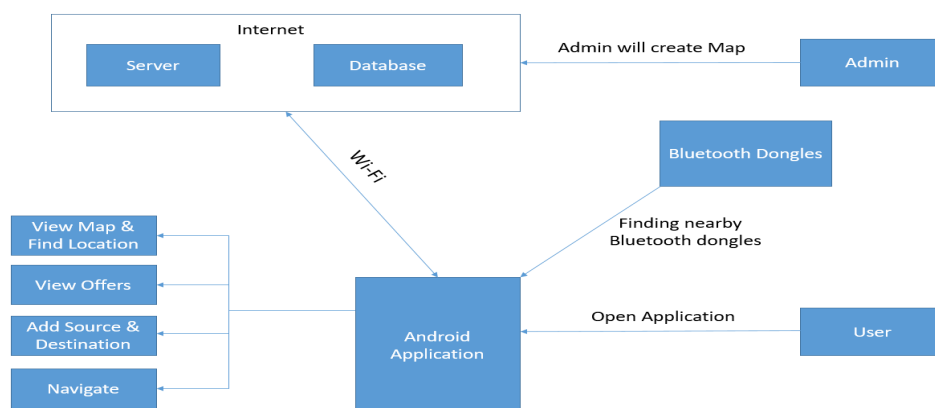 Internet
Server
Database
Admin will create Map
Admin
Bluetooth Dongles
Wi-Fi
Finding nearby
Bluetooth dongles
View Map &
Find Location
View Offers
Add Source &
Destination
Navigate
Android
Application
Open Application
User